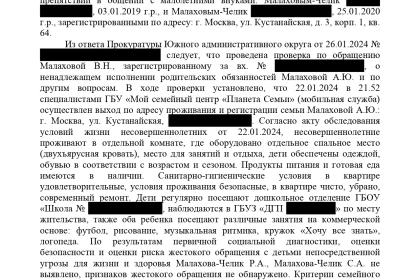 препятствий в общении с малолетними внуками: Малаховым-Челик
, 03.01.2019 г.р., и Малаховым-Челик , 25.01.2020
г.р., зарегистрированными по адресу: г. Москва, ул. Кустанайская, д. 3, корп. 1, кв.
64.
Из ответа Прокуратуры Южного административного округа от 26.01.2024 №
следует, что проведена проверка по обращению
Малаховой В.Н., зарегистрированному за вх. № , о
ненадлежащем исполнении родительских обязанностей Малаховой А.Ю. и по
другим вопросам. В ходе проверки установлено, что 22.01.2024 в 21.52
специалистами ГБУ «Мой семейный центр «Планета Семьи» (мобильная служба)
осуществлен выход по адресу проживания и регистрации семьи Малаховой А.Ю.:
г. Москва, ул. Кустанайская, . Согласно акту обследования
условий жизни несовершеннолетних от 22.01.2024, несовершеннолетние
проживают в отдельной комнате, где оборудовано отдельное спальное место
(двухъярусная кровать), место для занятий и отдыха, дети обеспечены одеждой,
обувью в соответствии с возрастом и сезоном. Продукты питания и готовая еда
имеются в наличии. Санитарно-гигиенические условия в квартире
удовлетворительные, условия проживания безопасные, в квартире чисто, убрано,
современный ремонт. Дети регулярно посещают дошкольное отделение ГБОУ
«Школа № , наблюдаются в ГБУЗ «ДГП по месту
жительства, также оба ребенка посещают различные занятия на коммерческой
основе: футбол, рисование, музыкальная ритмика, кружок «Хочу все знать»,
логопеда. По результатам первичной социальной диагностики, оценки
безопасности и оценки риска жестокого обращения с детьми непосредственной
угрозы для жизни и здоровья Малахова-Челик Р.А., Малахова-Челик С.А. не
выявлено, признаков жестокого обращения не обнаружено. Критерии семейного